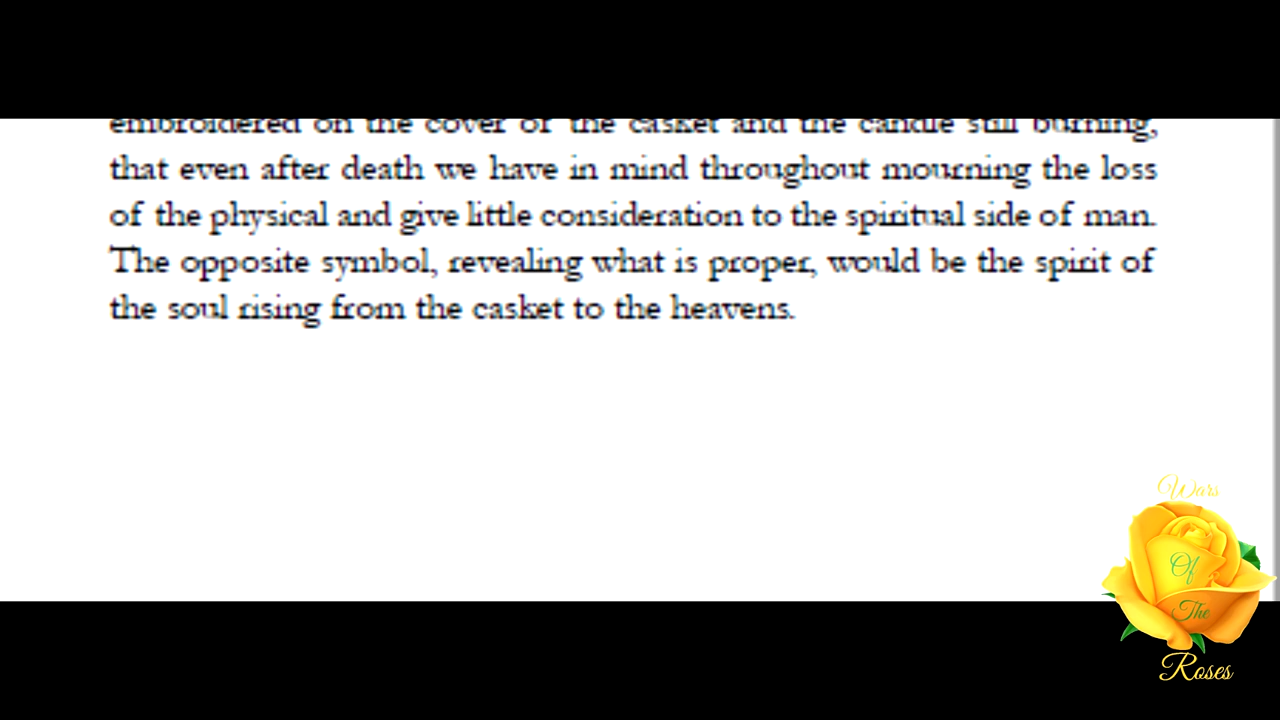 embroidered on the cover of the casket and the candle still burning,
that even after death we have in mind throughout mourning the loss
of the physical and give little consideration to the spiritual side of man.
The opposite symbol, revealing what is proper, would be the spirit of
the soul rising from the casket to the heavens.
Wars
Of
The
Roses